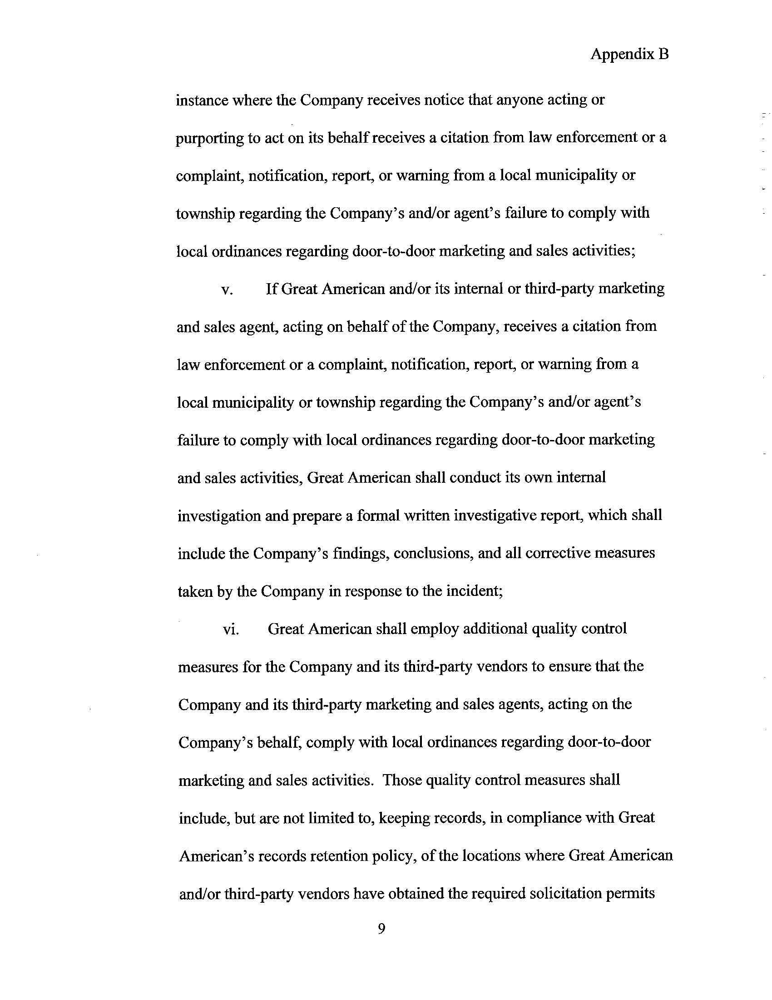 Appendix B
instance where the Company receives notice that anyone acting or
purporting to act on its behalf receives a citation from law enforcement or a
complaint, notification, report, or warning from a local municipality or
township regarding the Company's and/or agent's failure to comply with
local ordinances regarding door-to-door marketing and sales activities;
v. If Great American and/or its internal or third-party marketing
and sales agent, acting on behalf of the Company, receives a citation from
law enforcement or a complaint, notification, report, or warning from a
local municipality or township regarding the Company's and/or agent's
failure to comply with local ordinances regarding door-to-door marketing
and sales activities, Great American shall conduct its own internal
investigation and prepare a formal written investigative report, which shall
include the Company's findings, conclusions, and all corrective measures
taken by the Company in response to the incident;
vi. Great American shall employ additional quality control
measures for the Company and its third-party vendors to ensure that the
Company and its third-party marketing and sales agents, acting on the
Company's behalf, comply with local ordinances regarding door-to-door
marketing and sales activities. Those quality control measures shall
include, but are not limited to, keeping records, in compliance with Great
American's records retention policy, of the locations where Great American
and/or third-party vendors have obtained the required solicitation permits
9